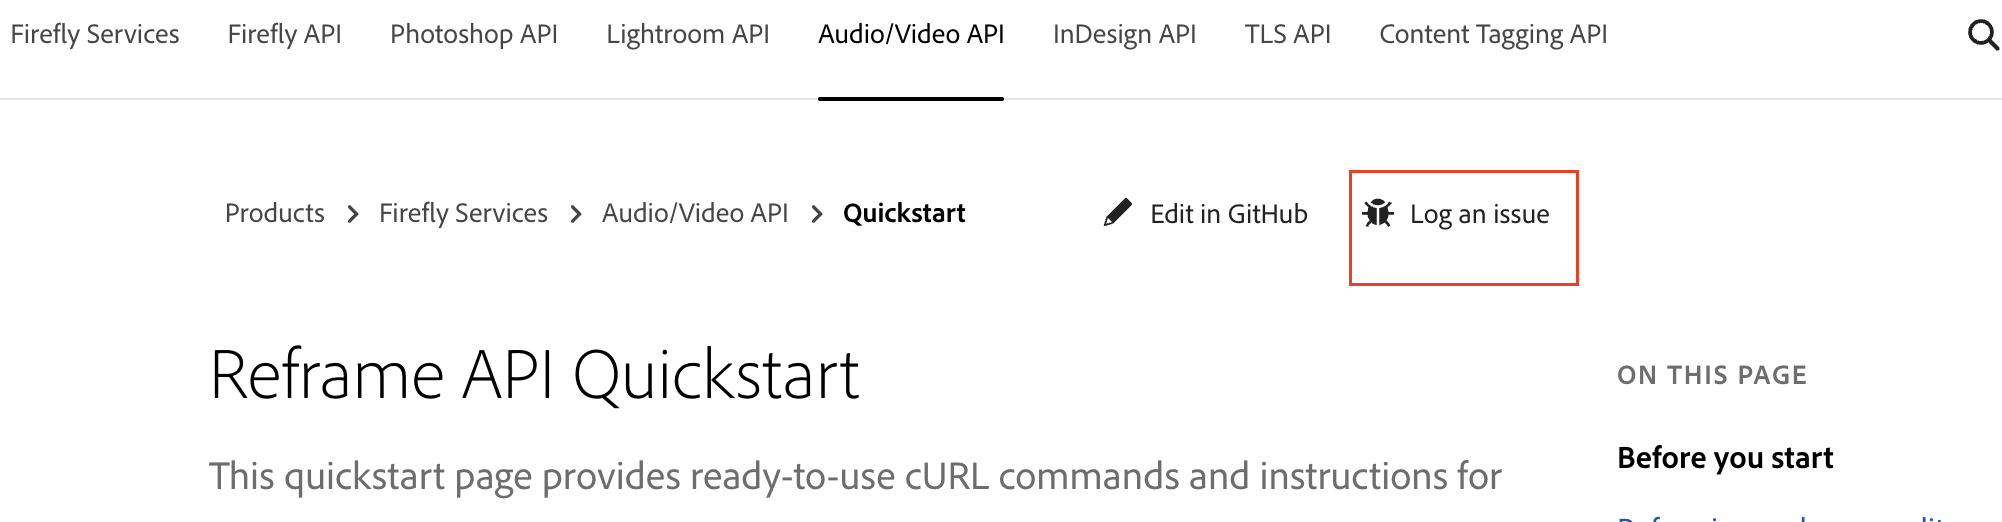 Firefly Services Firefly API Photoshop API Lightroom API Audio/Video API InDesign API TLS API Content Tagging API
Products Firefly Services Audio/Video API Quickstart Edit in GitHub Log an issue
Reframe API Quickstart
ON THIS PAGE
Before you start
This quickstart page provides ready-to-use cURL commands and instructions for